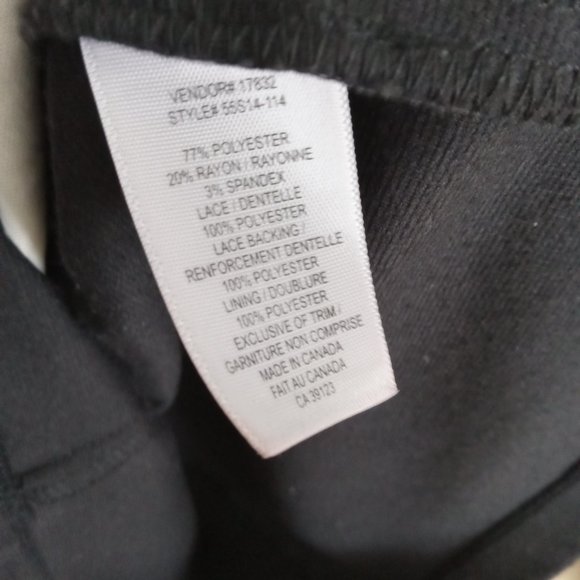 VENDOR# 17832
STYLE# 55S14-114
77% POLYESTER
20% RAYON / RAYONNE
3% SPANDEX
LACE / DENTELLE
100% POLYESTER
LACE BACKING /
RENFORCEMENT DENTELLE
100% POLYESTER
LINING / DOUBLURE
100% POLYESTER
EXCLUSIVE OF TRIM /
GARNITURE NON COMPRISE
MADE IN CANADA
FAIT AU CANADA
CA 39123